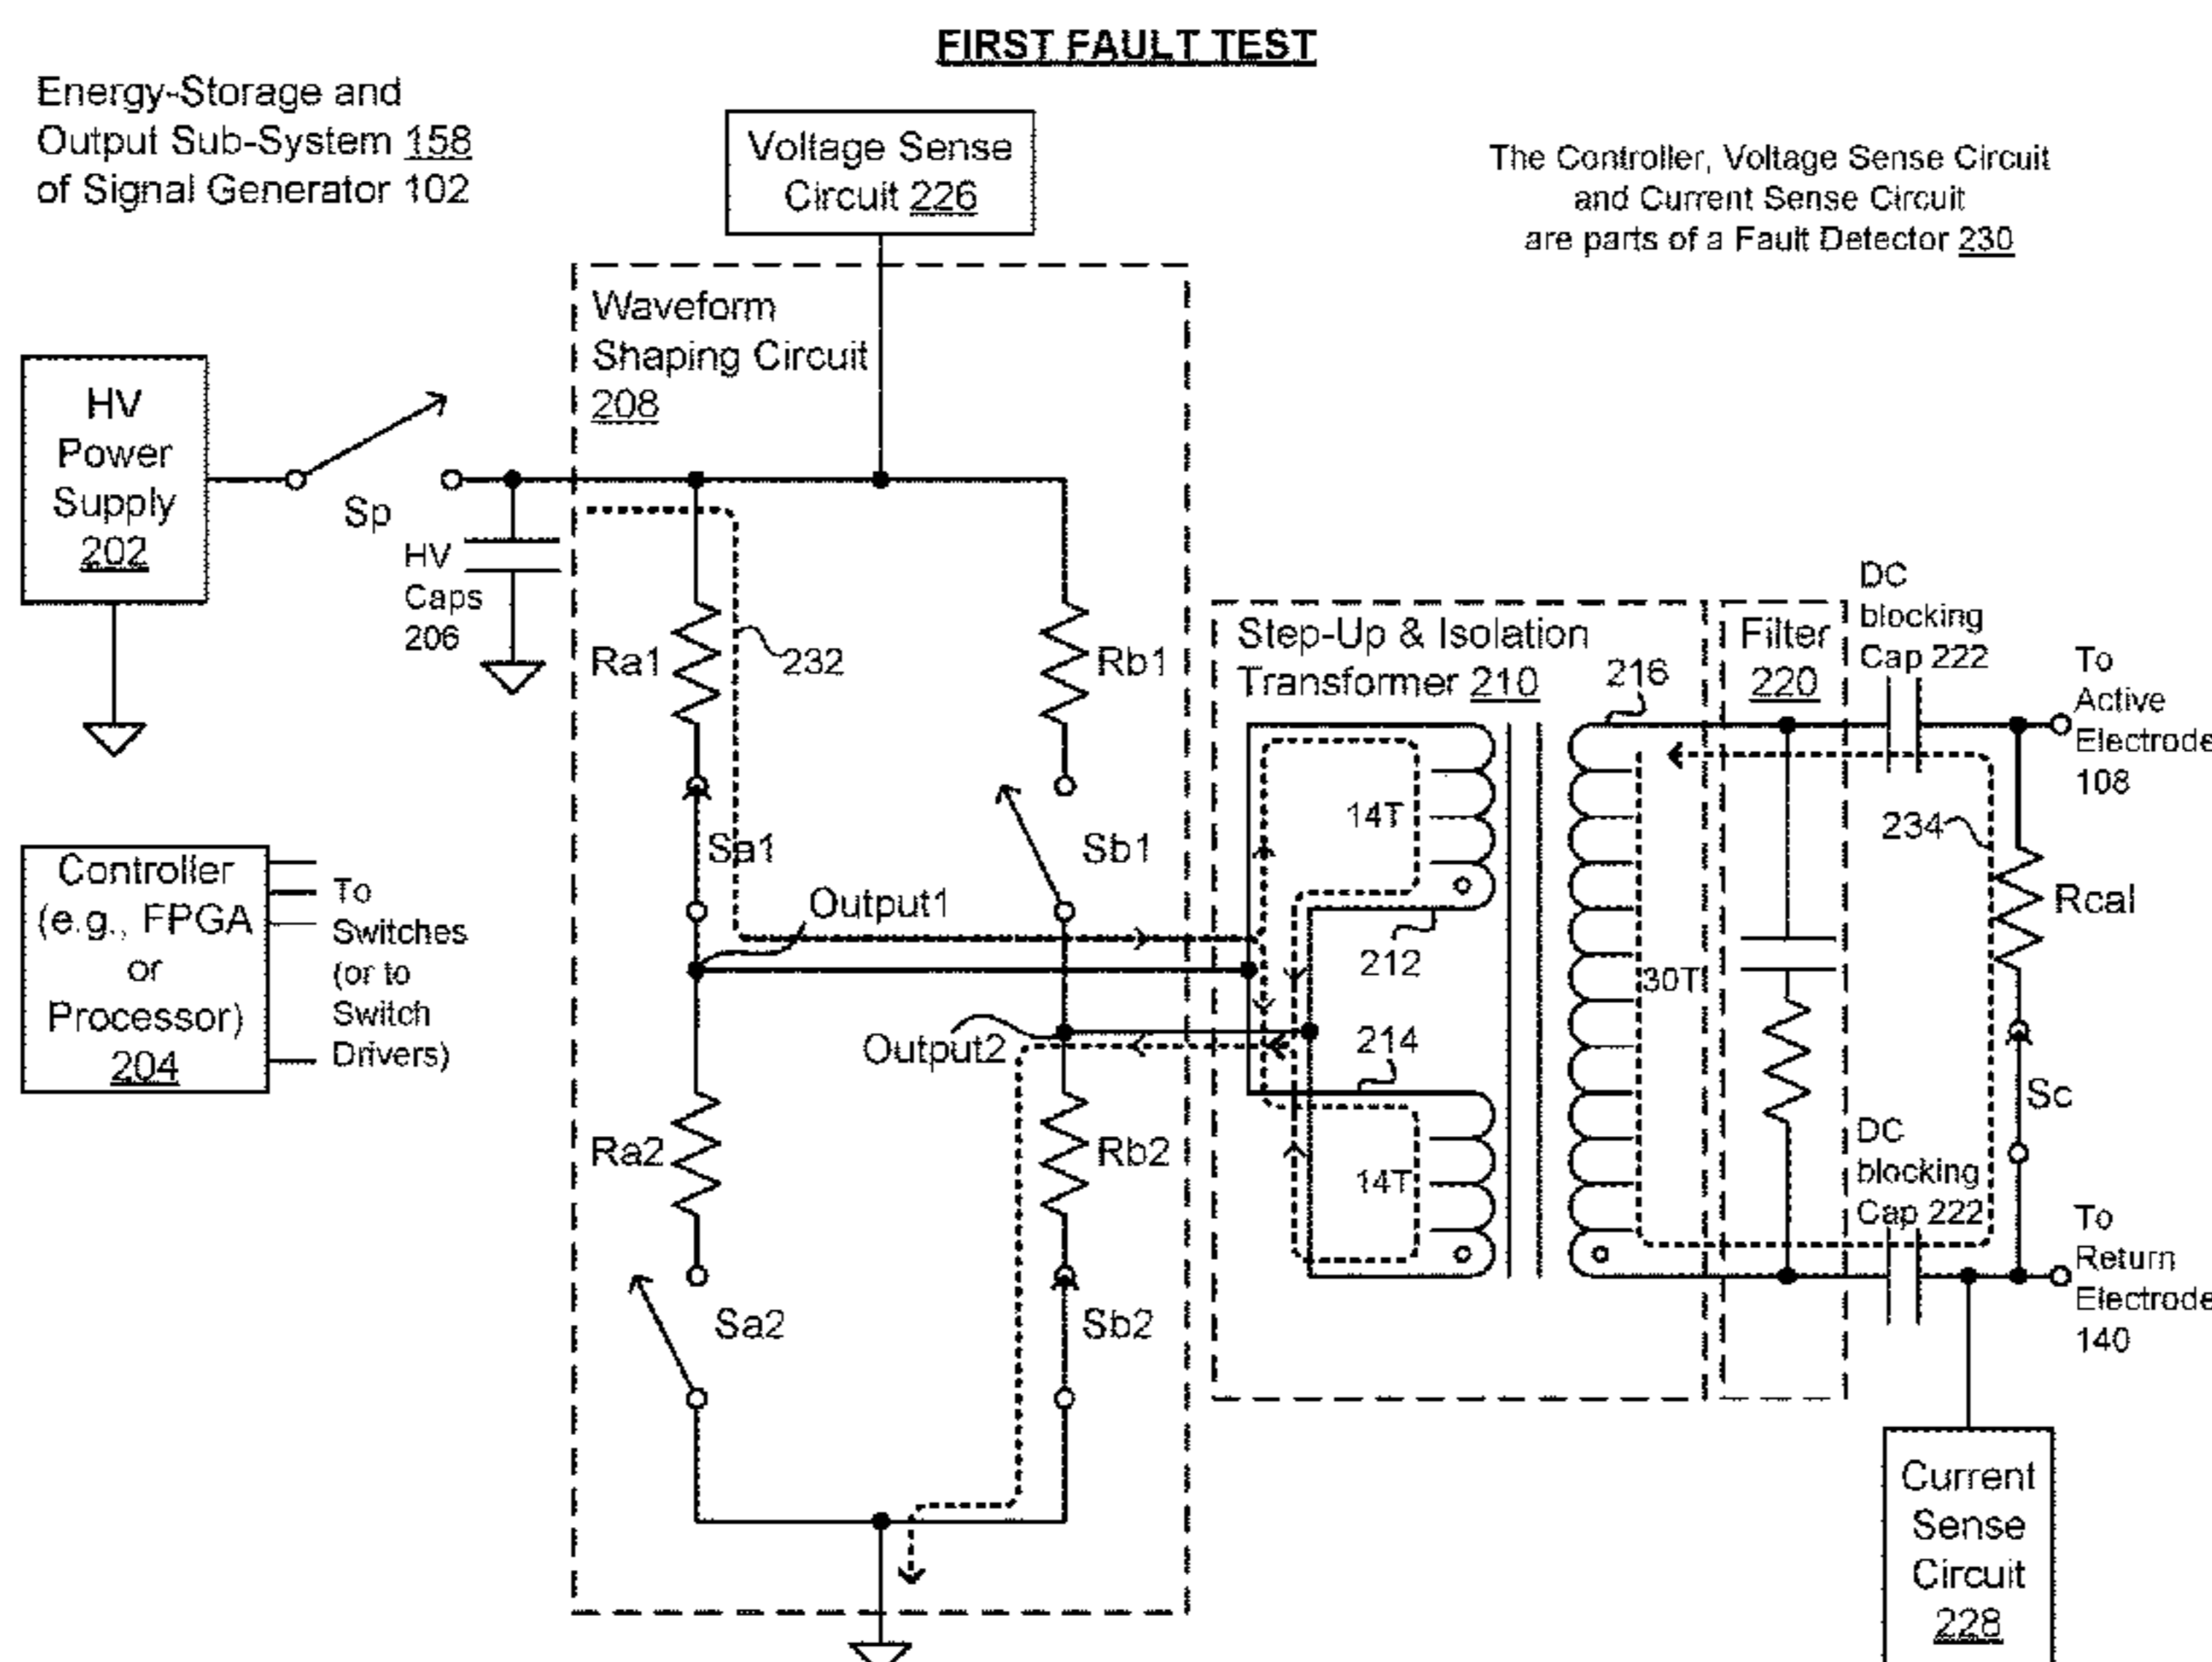 FIRST FAULT TEST
Energy-Storage and
Output Sub-System 158
of Signal Generator 102
Voltage Sense
Circuit 226
The Controller, Voltage Sense Circuit
and Current Sense Circuit
are parts of a Fault Detector 230
Waveform
Shaping Circuit
208
HV
Power
Supply
202
Sp
HV
Caps
206
Ra1
232
Rb1
Sa1
Sb1
Output1
Output2
Ra2
Rb2
Sa2
Sb2
Controller
(e.g., FPGA
or
Processor)
204
To
Switches
(or to
Switch
Drivers)
Step-Up & Isolation
Transformer 210
216
14T
212
214
14T
30T
Filter
220
DC
blocking
Cap 222
To
Active
Electrode
108
234
Rcal
Sc
DC
blocking
Cap 222
To
Return
Electrode
140
Current
Sense
Circuit
228